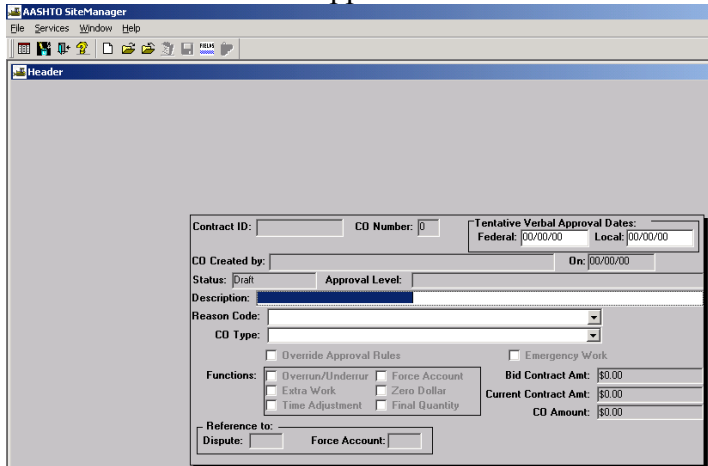 AASHTO SiteManager
File Services Window Help
FIELDS
Header
Contract ID: CO Number: 0
Tentative Verbal Approval Dates:
Federal: 00/00/00 Local: 00/00/00
CO Created by: On: 00/00/00
Status: Draft Approval Level:
Description:
Reason Code:
CO Type:
Override Approval Rules Emergency Work
Functions: Overrun/Underrur Force Account Bid Contract Amt: $0.00
Extra Work Zero Dollar Current Contract Amt: $0.00
Time Adjustment Final Quantity CO Amount: $0.00
Reference to:
Dispute: Force Account: